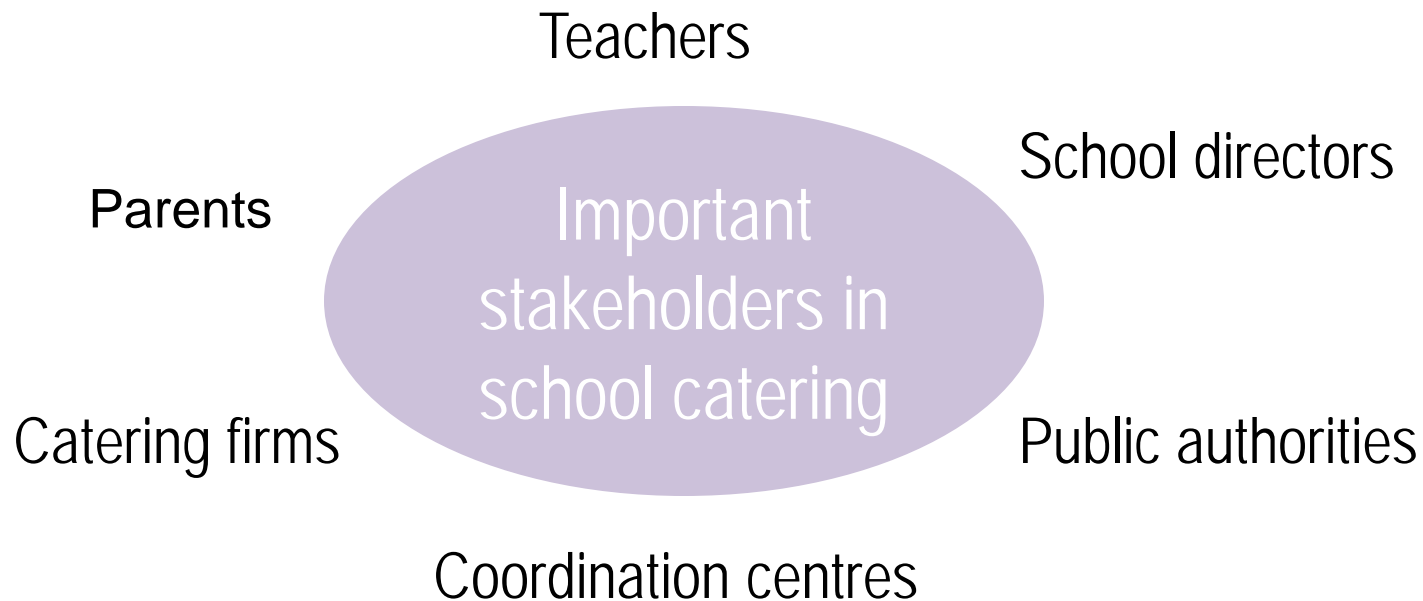 Teachers
School directors
Parents
Important
stakeholders in
school catering
Catering firms
Public authorities
Coordination centres